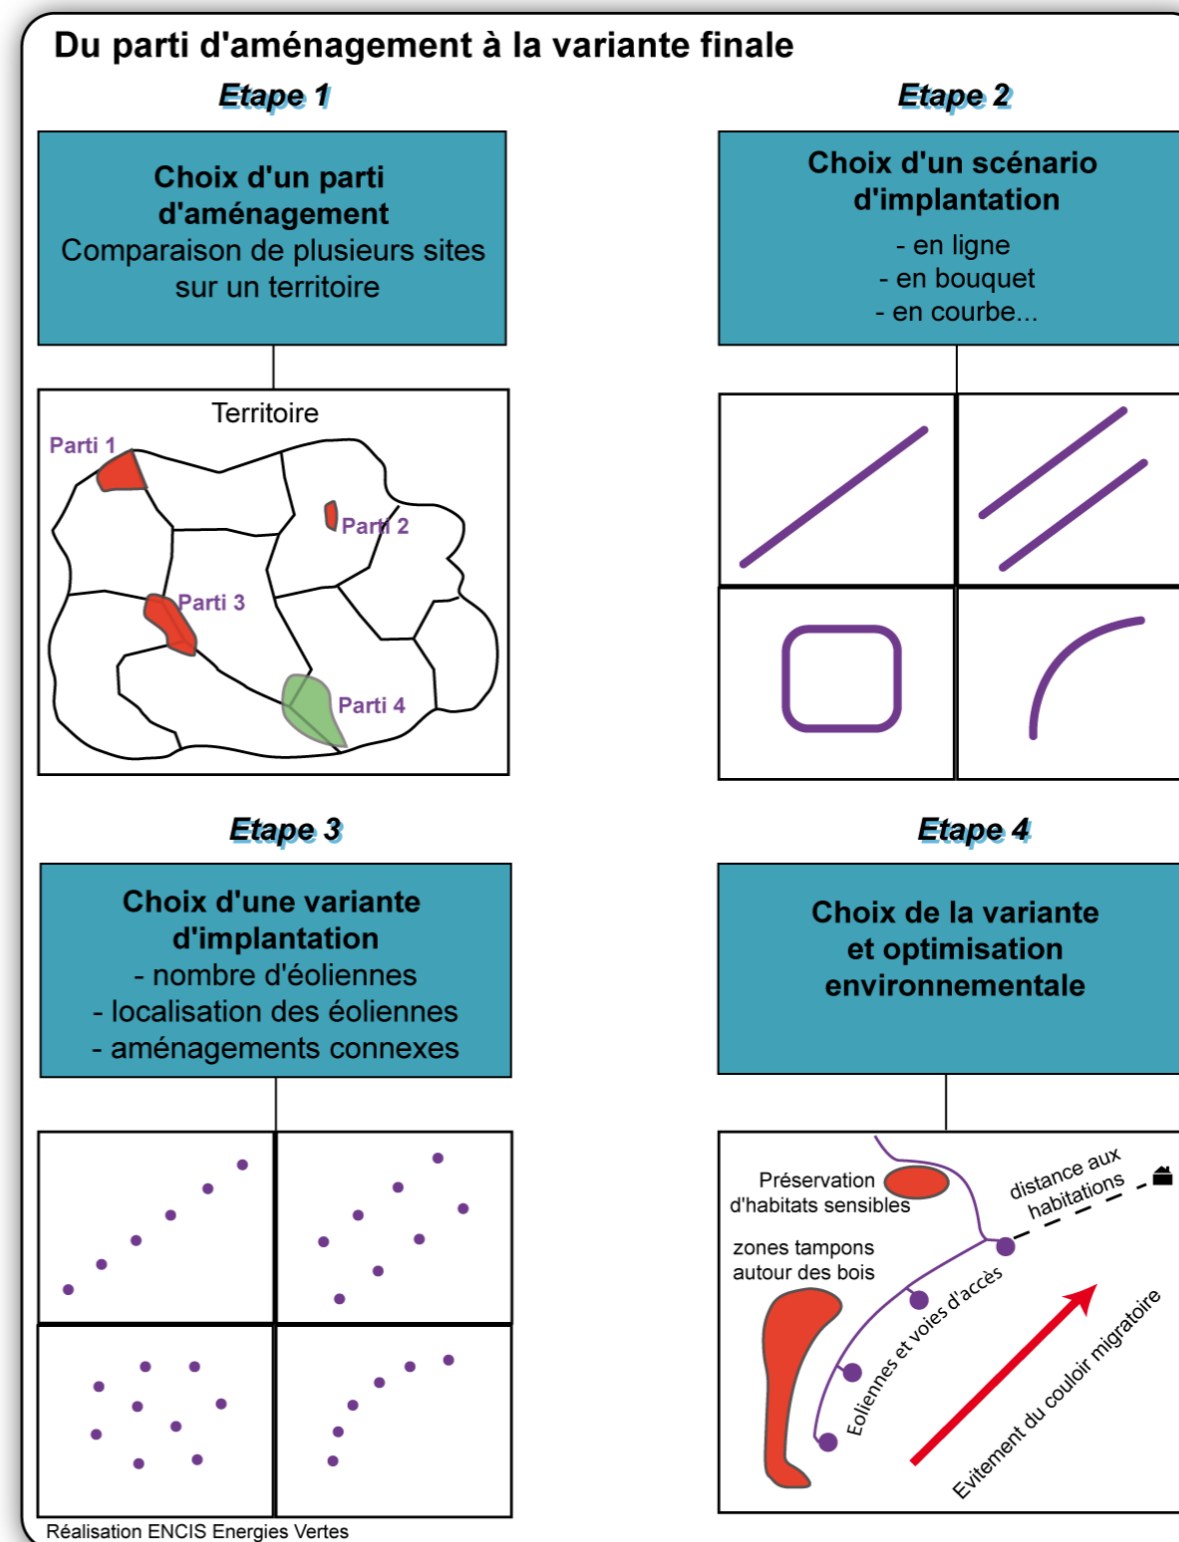 Du parti d'aménagement à la variante finale
Etape 1
Choix d'un parti
d'aménagement
Comparaison de plusieurs sites
sur un territoire
Territoire
Parti 1
Parti 2
Parti 3
Parti 4
Etape 2
Choix d'un scénario
d'implantation
- en ligne
- en bouquet
- en courbe...
Etape 3
Choix d'une variante
d'implantation
- nombre d'éoliennes
- localisation des éoliennes
- aménagements connexes
Etape 4
Choix de la variante
et optimisation
environnementale
Préservation
d'habitats sensibles
distance aux
habitations
zones tampons
autour des bois
Eoliennes et voies d'accès
Evitement du couloir migratoire
Réalisation ENCIS Energies Vertes